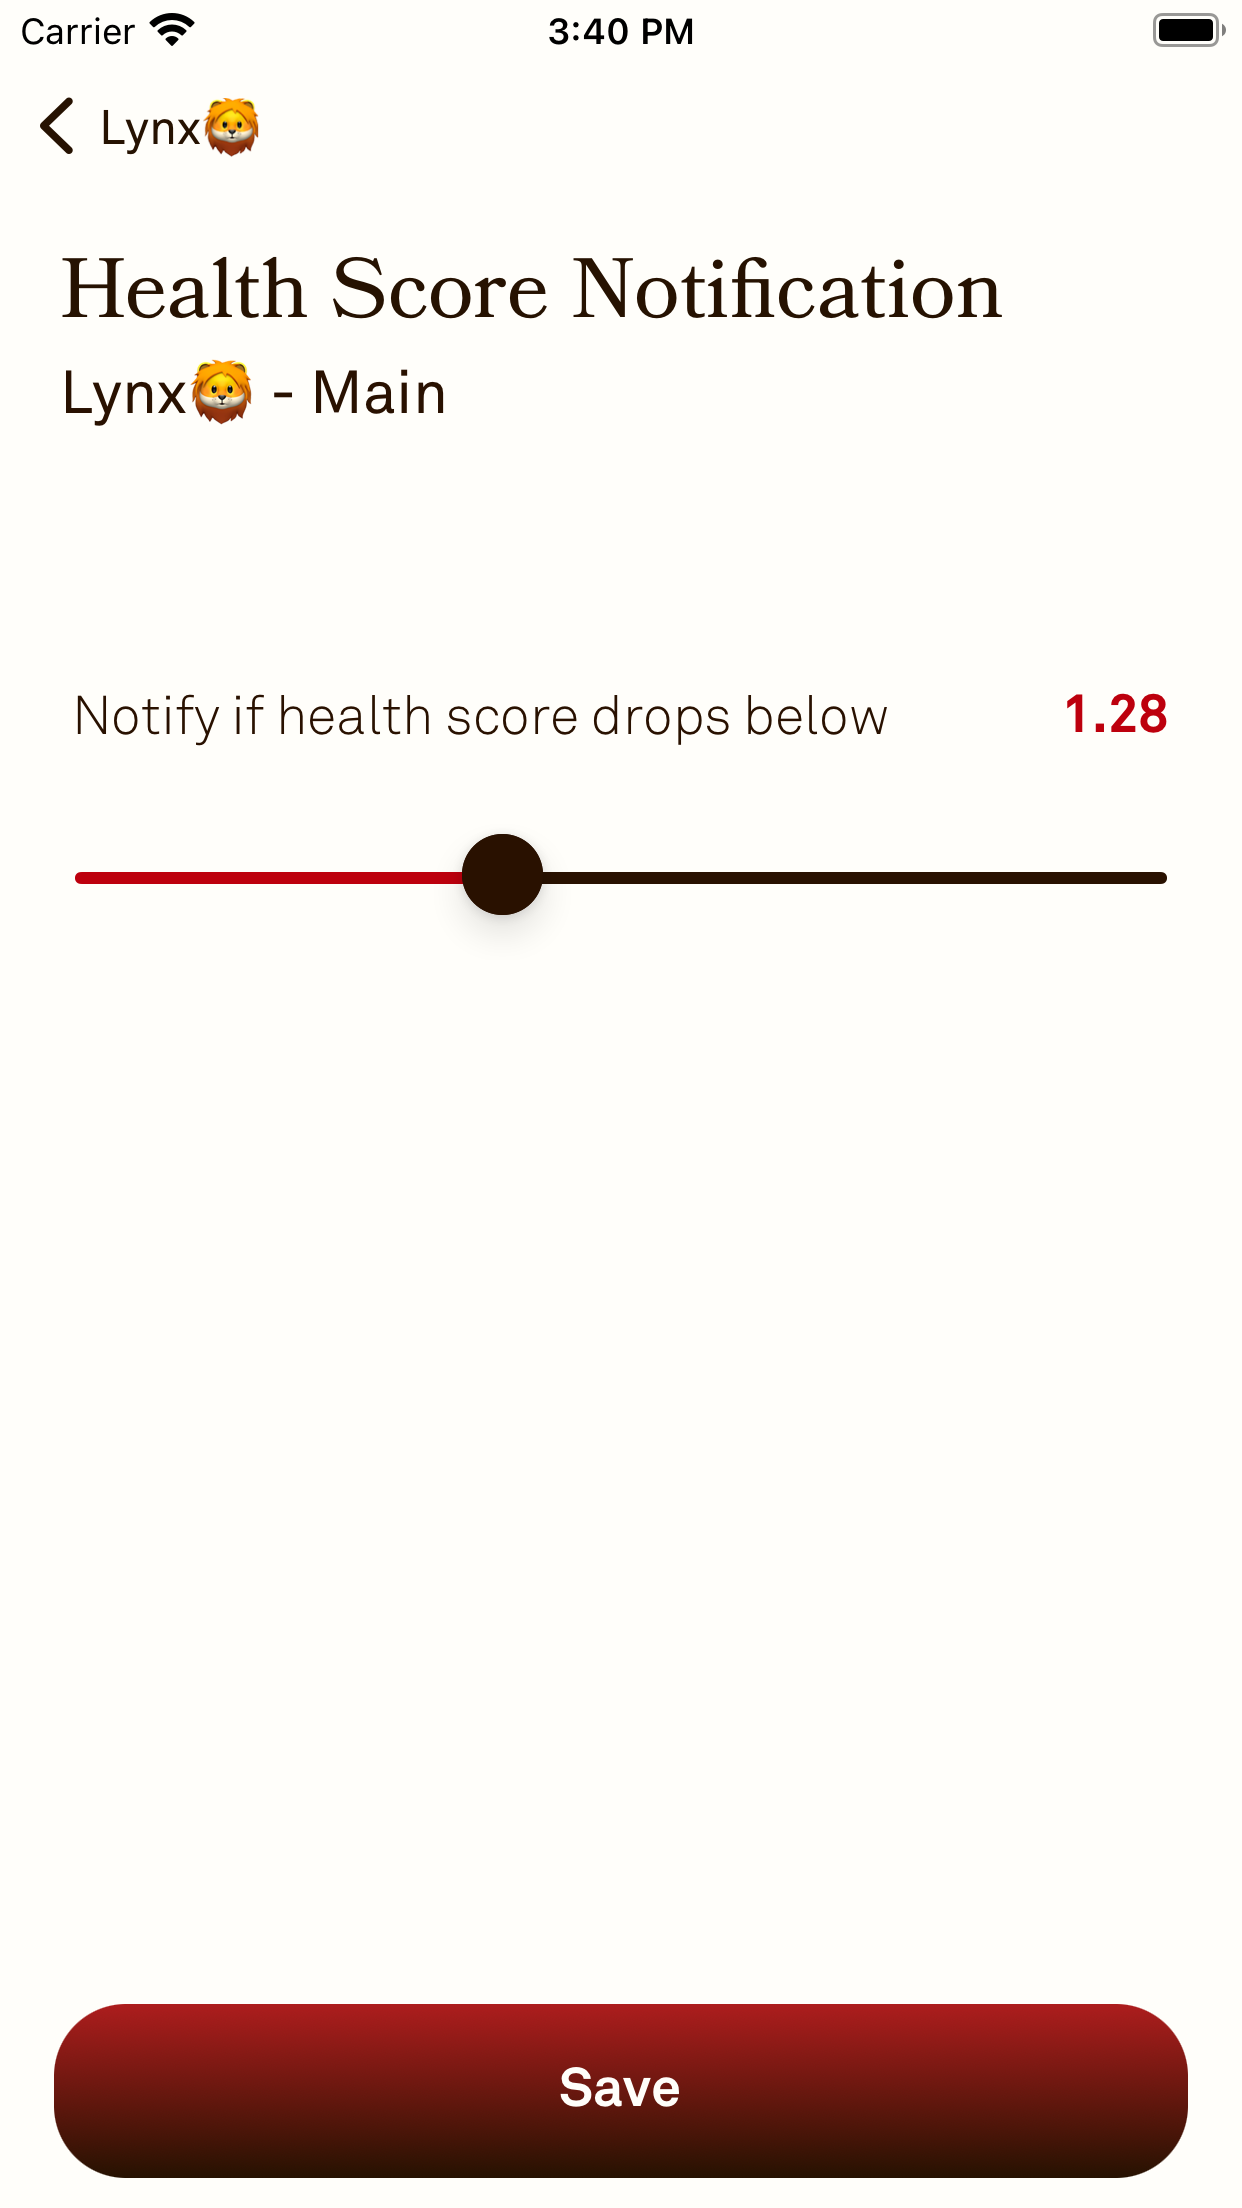 Carrier 3:40 PM
Lynx🦁
Health Score Notification
Lynx🦁 - Main
Notify if health score drops below 1.28
Save